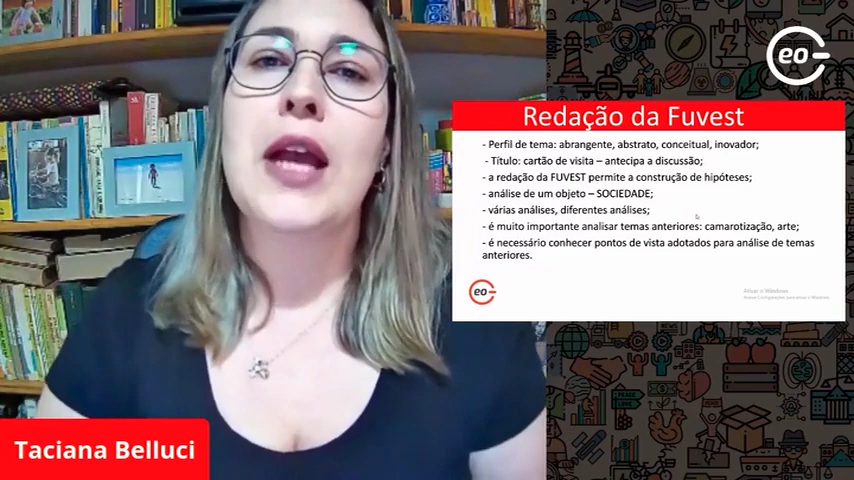 eo
Redação da Fuvest
- Perfil de tema: abrangente, abstrato, conceitual, inovador;
- Título: cartão de visita – antecipa a discussão;
- a redação da FUVEST permite a construção de hipóteses;
- análise de um objeto – SOCIEDADE;
- várias análises, diferentes análises;
- é muito importante analisar temas anteriores: camarotização, arte;
- é necessário conhecer pontos de vista adotados para análise de temas
anteriores.
eo
Ativar o Windows
Taciana Belluci